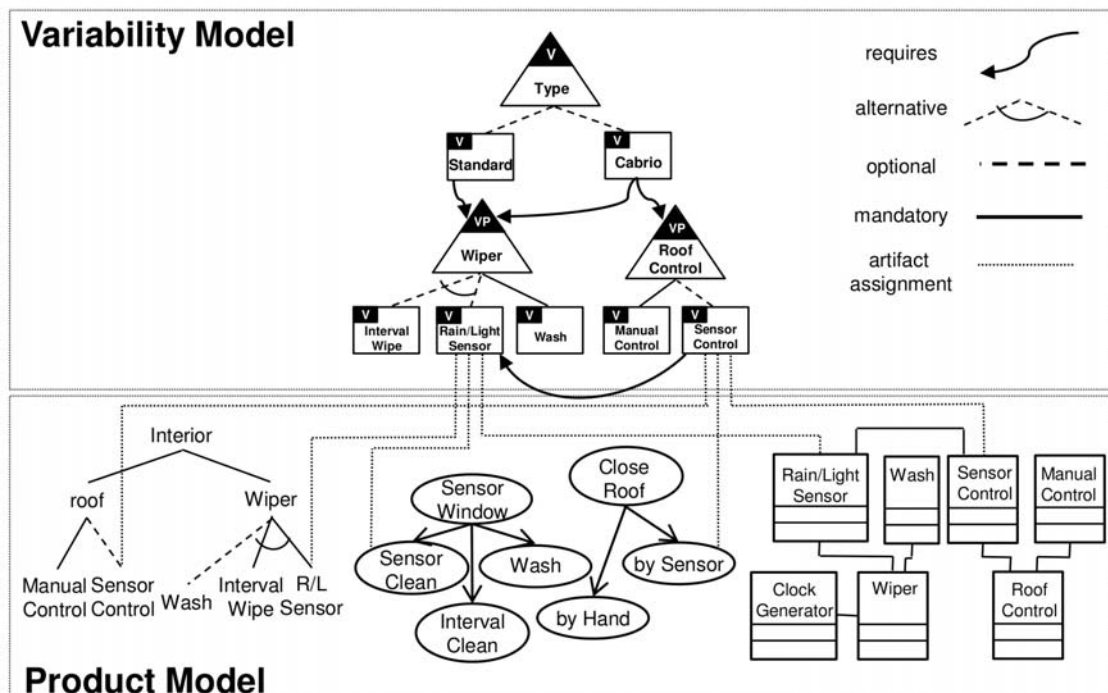 Variability Model
V
Type
requires
alternative
optional
mandatory
artifact
assignment
V
Standard
V
Cabrio
VP
Wiper
VP
Roof
Control
V
Interval
Wipe
V
Rain/Light
Sensor
V
Wash
V
Manual
Control
V
Sensor
Control
Interior
roof
Wiper
Manual Sensor
Control Control
Wash
Interval R/L
Wipe Sensor
Sensor
Window
Sensor
Clean
Wash
Interval
Clean
Close
Roof
by Sensor
by Hand
Rain/Light
Sensor
Wash
Sensor
Control
Manual
Control
Clock
Generator
Wiper
Roof
Control
Product Model